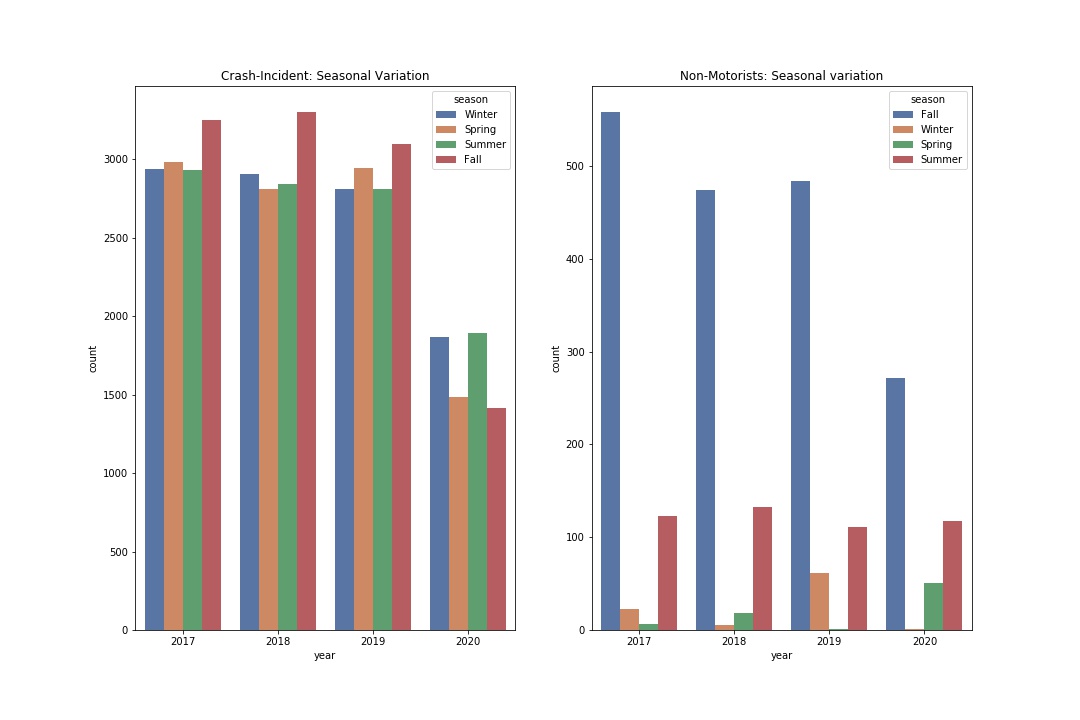 Crash-Incident: Seasonal Variation
season
Winter
Spring
Summer
Fall
3000
2500
2000
1500
1000
500
0
count
2017 2018 2019 2020
year
Non-Motorists: Seasonal variation
season
Fall
Winter
Spring
Summer
500
400
300
200
100
0
count
2017 2018 2019 2020
year